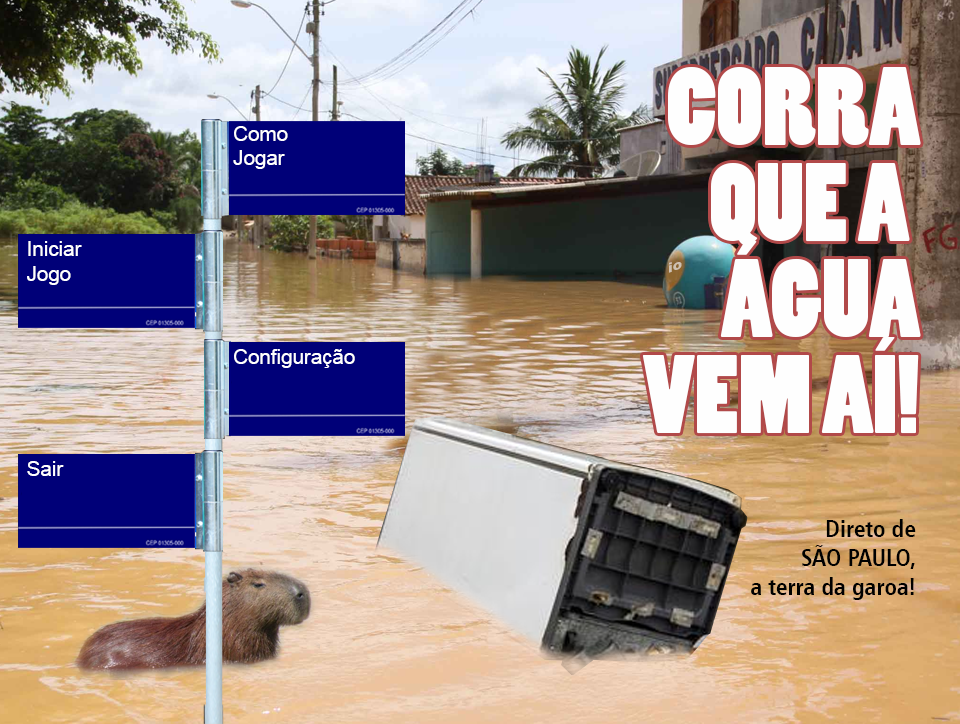 SUPERMERCADO CASA NO
CORRA
QUE A
ÁGUA
VEM AÍ!
Como
Jogar
CEP 01305-000
Iniciar
Jogo
CEP 01305-000
Configuração
CEP 01305-000
Sair
CEP 01305-000
oi
FG
Direto de
SÃO PAULO,
a terra da garoa!